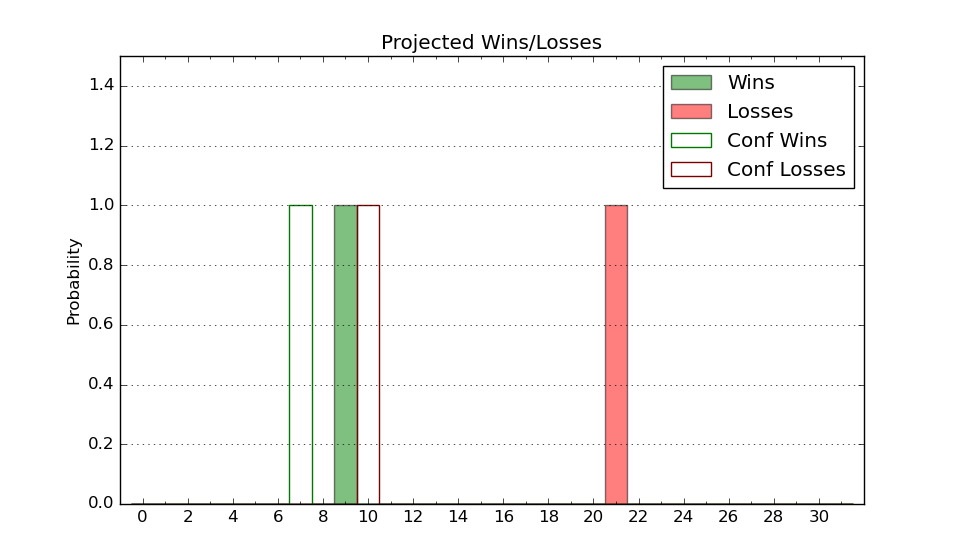 Projected Wins/Losses
Wins
Losses
Conf Wins
Conf Losses
Probability
1.4
1.2
1.0
0.8
0.6
0.4
0.2
0.0
0 2 4 6 8 10 12 14 16 18 20 22 24 26 28 30